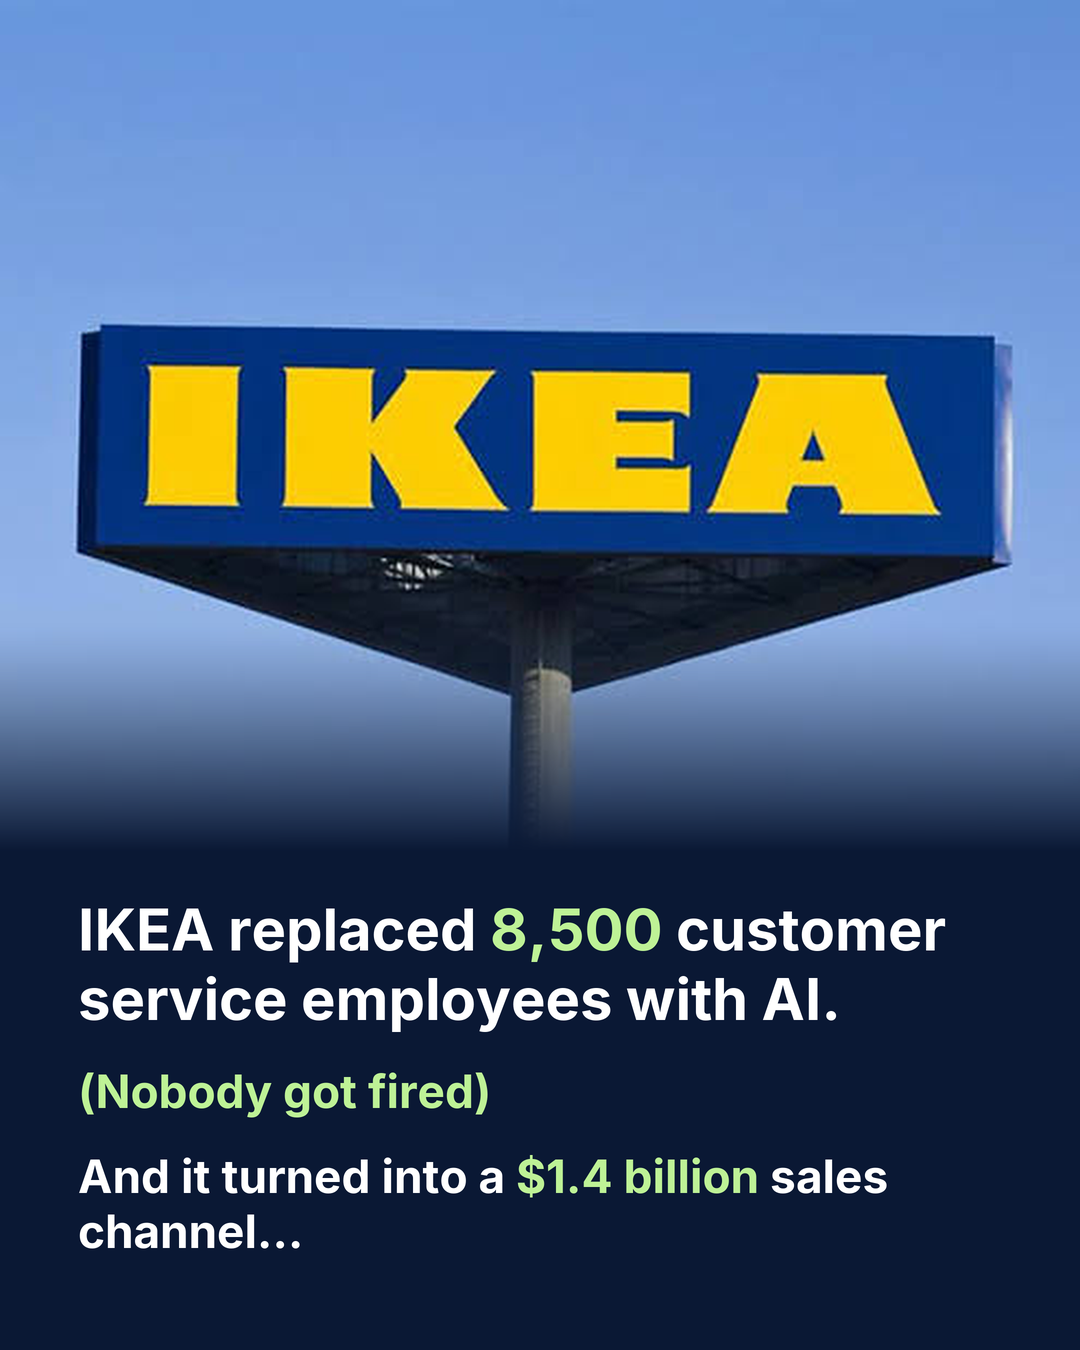 IKEA
IKEA replaced 8,500 customer
service employees with AI.
(Nobody got fired)
And it turned into a $1.4 billion sales
channel...